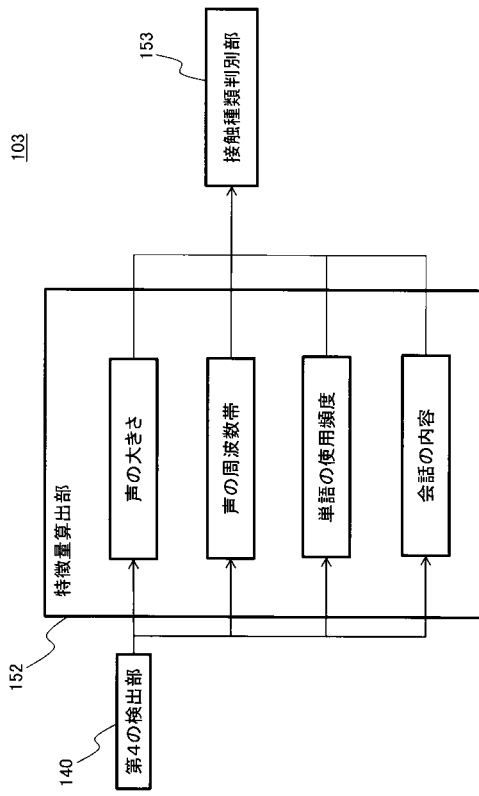 103
140
第4の検出部
152
特徴量算出部
声の大きさ
声の周波数帯
単語の使用頻度
会話の内容
153
接触種類判別部